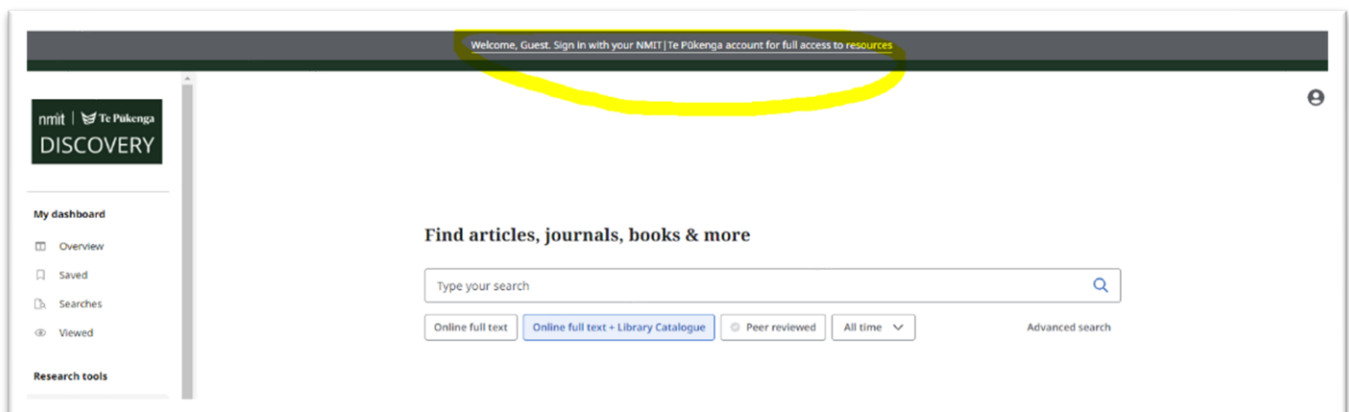 Welcome, Guest. Sign in with your NMIT|Te Pūkenga account for full access to resources
nmit | Te Pūkenga
DISCOVERY
My dashboard
Overview
Saved
Searches
Viewed
Research tools
Find articles, journals, books & more
Type your search
Online full text Online full text + Library Catalogue Peer reviewed All time Advanced search